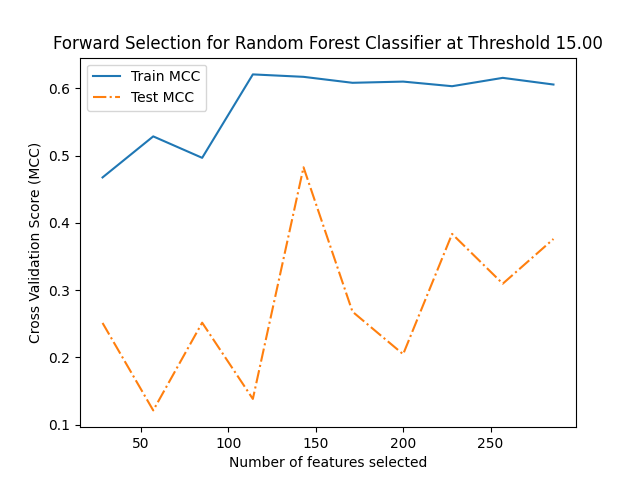 Forward Selection for Random Forest Classifier at Threshold 15.00
Train MCC
Test MCC
Cross Validation Score (MCC)
0.6
0.5
0.4
0.3
0.2
0.1
50 100 150 200 250
Number of features selected